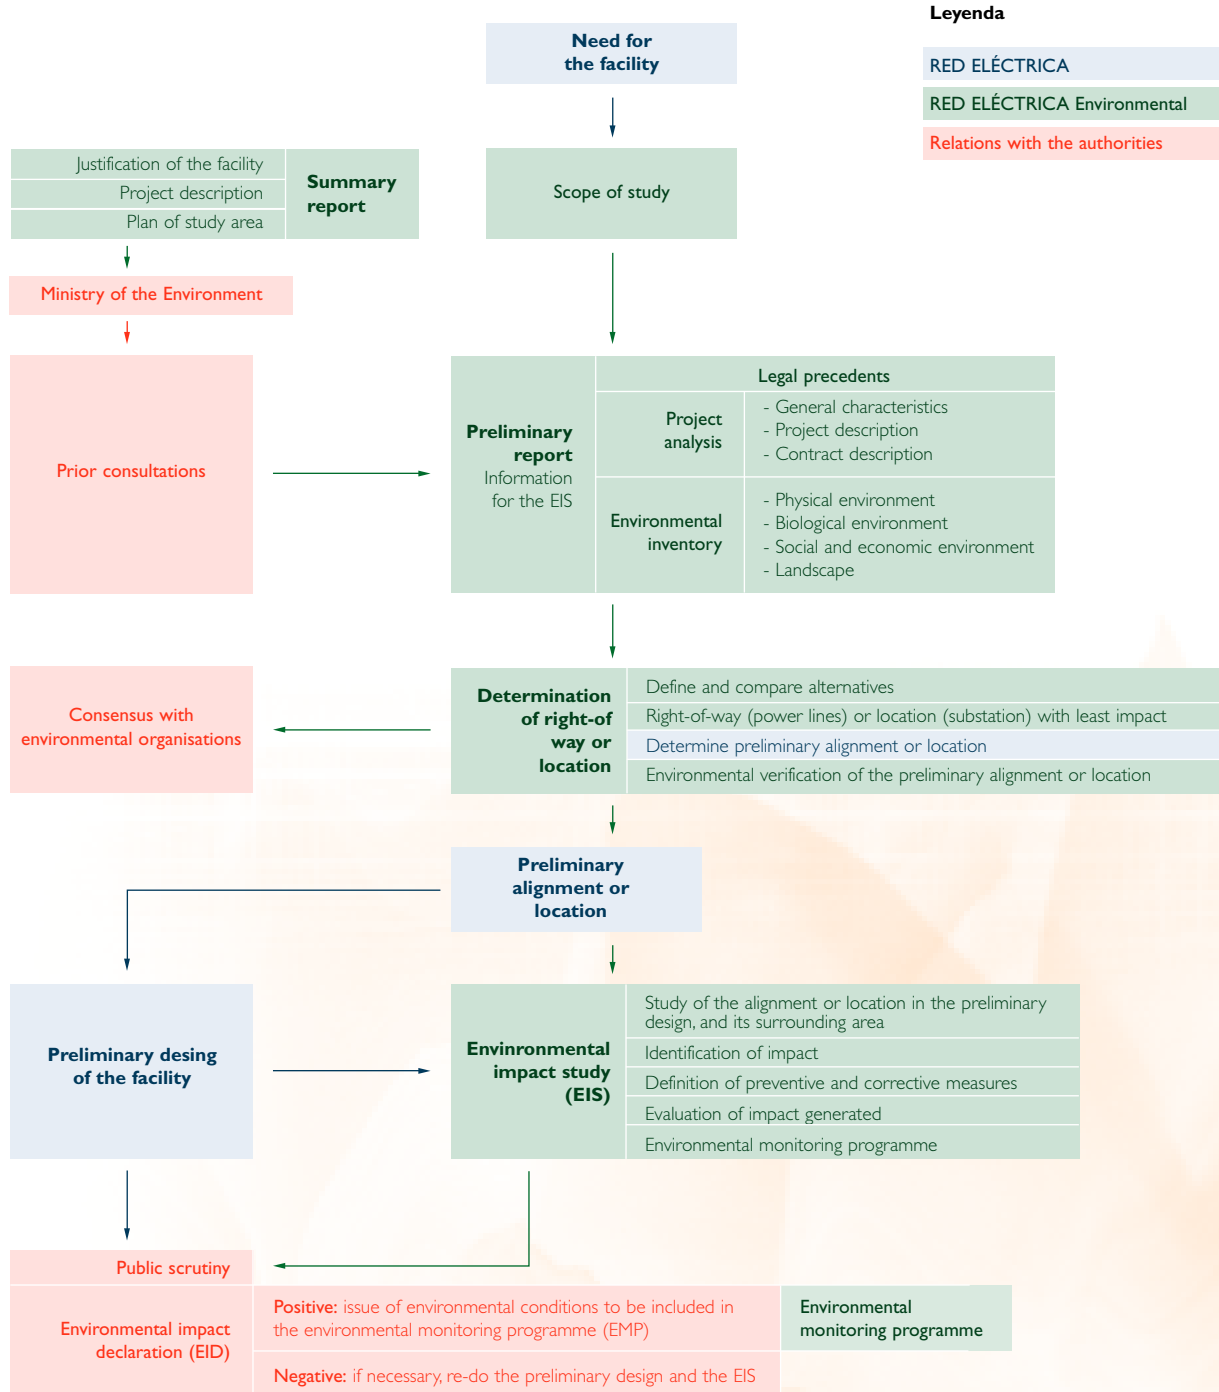 Leyenda
RED ELÉCTRICA
RED ELÉCTRICA Environmental
Relations with the authorities
Need for
the facility
Scope of study
Justification of the facility
Project description
Plan of study area
Summary
report
Ministry of the Environment
Prior consultations
Preliminary
report
Information
for the EIS
Legal precedents
Project
analysis
- General characteristics
- Project description
- Contract description
Environmental
inventory
- Physical environment
- Biological environment
- Social and economic environment
- Landscape
Consensus with
environmental organisations
Determination
of right-of
way or
location
Define and compare alternatives
Right-of-way (power lines) or location (substation) with least impact
Determine preliminary alignment or location
Environmental verification of the preliminary alignment or location
Preliminary
alignment or
location
Preliminary desing
of the facility
Envinronmental
impact study
(EIS)
Study of the alignment or location in the preliminary
design, and its surrounding area
Identification of impact
Definition of preventive and corrective measures
Evaluation of impact generated
Environmental monitoring programme
Public scrutiny
Environmental impact
declaration (EID)
Positive: issue of environmental conditions to be included in
the environmental monitoring programme (EMP)
Negative: if necessary, re-do the preliminary design and the EIS
Environmental
monitoring programme